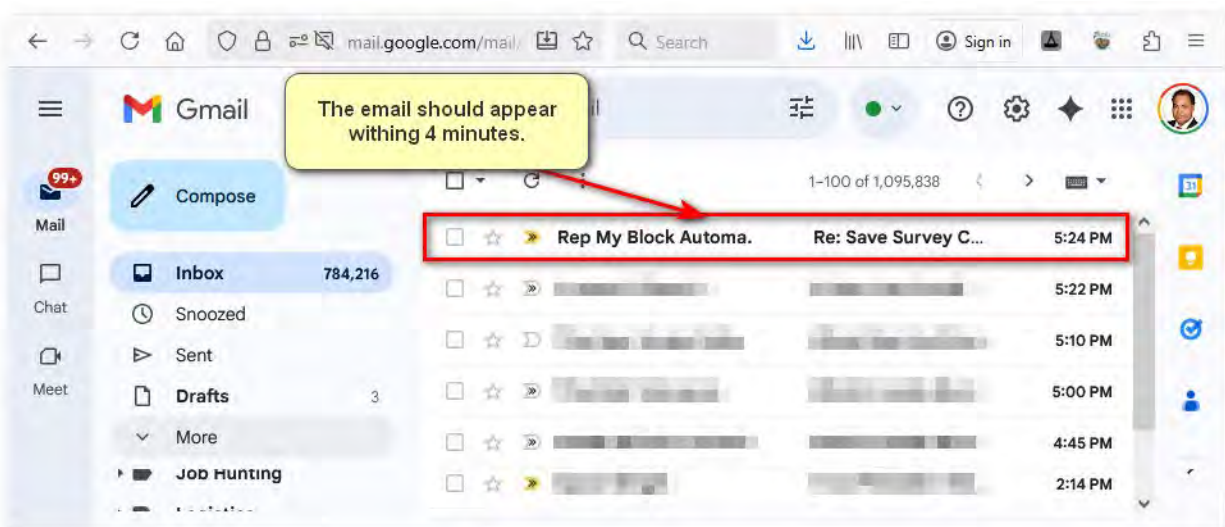 mail.google.com/mail/
Search
Sign in
Gmail
The email should appear
withing 4 minutes.
99+
Mail
Compose
1–100 of 1,095,838
31
Rep My Block Automa.
Re: Save Survey C...
5:24 PM
Inbox
784,216
5:22 PM
Chat
Snoozed
5:10 PM
Sent
Meet
Drafts
3
5:00 PM
More
4:45 PM
Job Hunting
2:14 PM